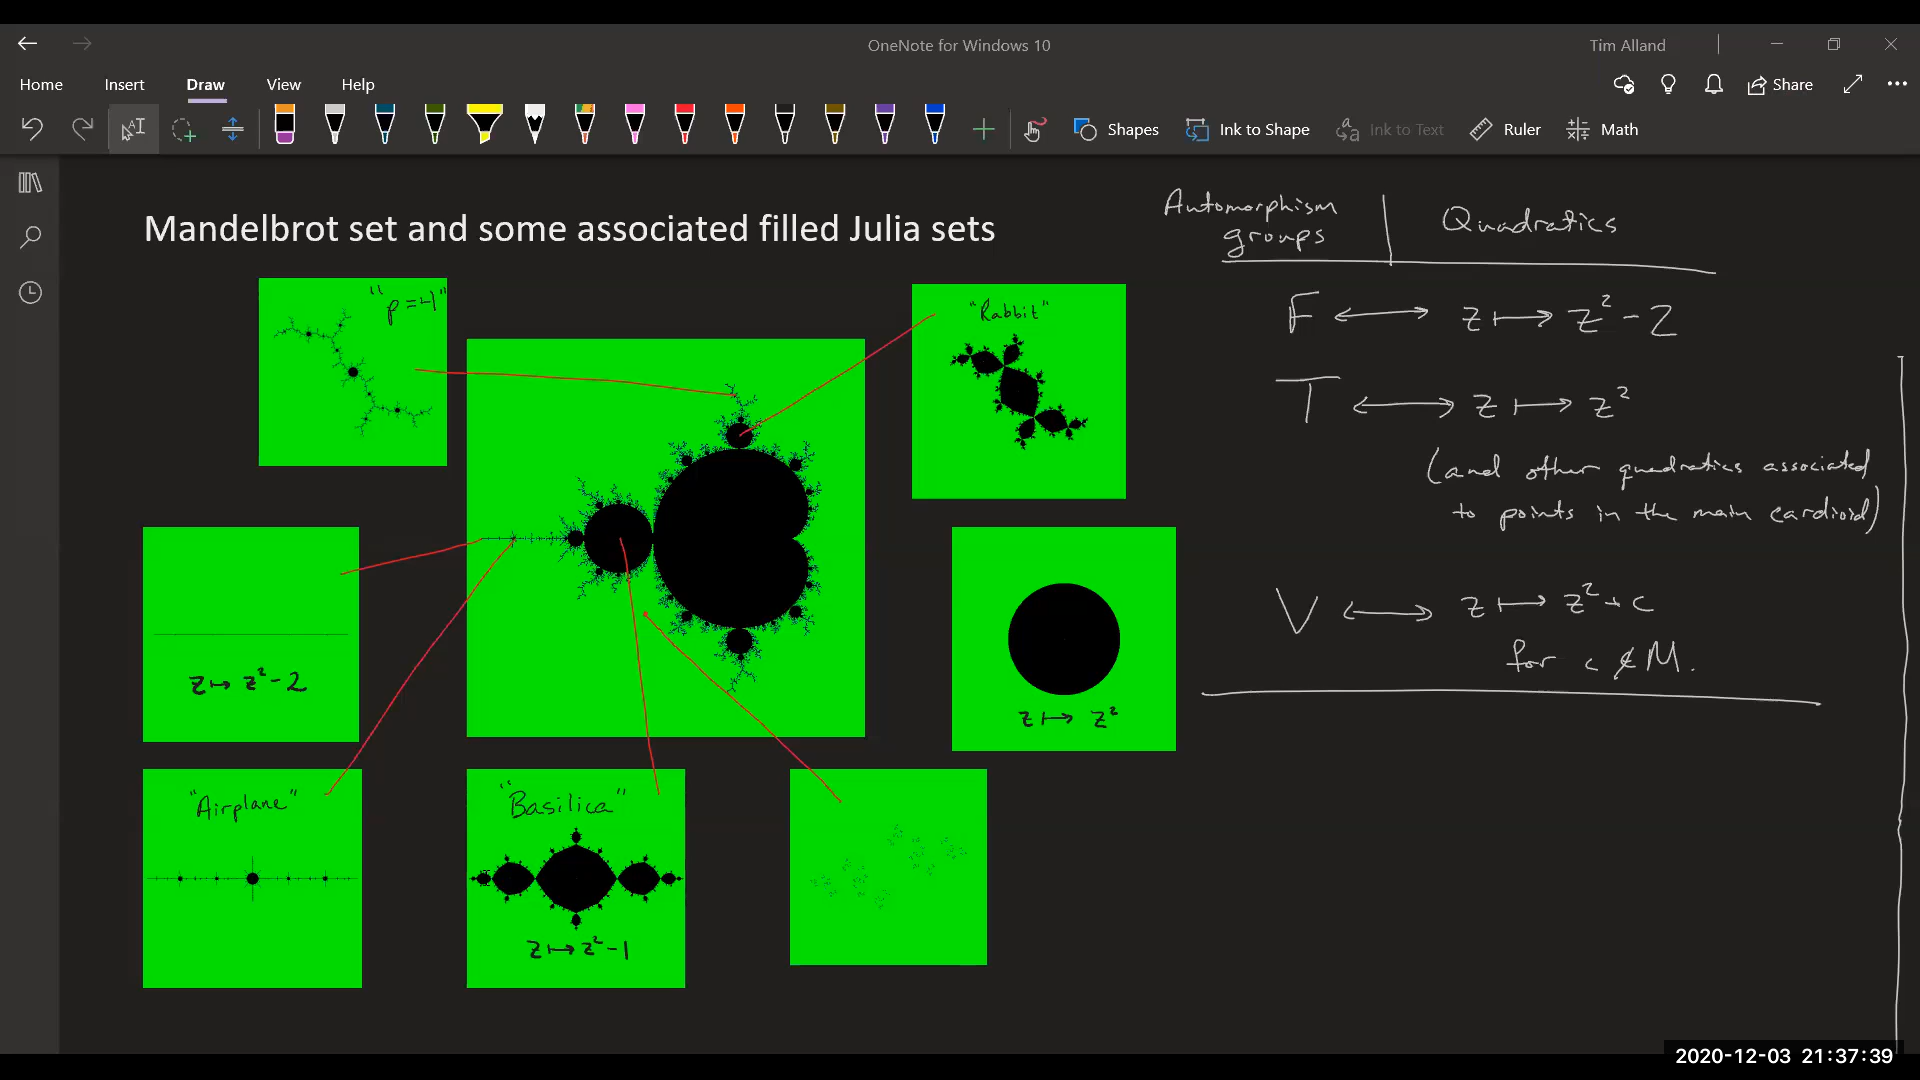 OneNote for Windows 10
Tim Alland
Home Insert Draw View Help
Share
Shapes Ink to Shape Ink to Text Ruler Math
Mandelbrot set and some associated filled Julia sets
"p=4"
"Rabbit"
z ↦ z² - 2
z ↦ z²
"Airplane"
"Basilica"
z ↦ z² - 1
Automorphism groups | Quadratics
F ⟷ z ⟼ z² - 2
T ⟷ z ⟼ z²
(and other quadratics associated
to points in the main cardioid)
V ⟷ z ⟼ z² + c
for c ∉ M.
2020-12-03 21:37:39